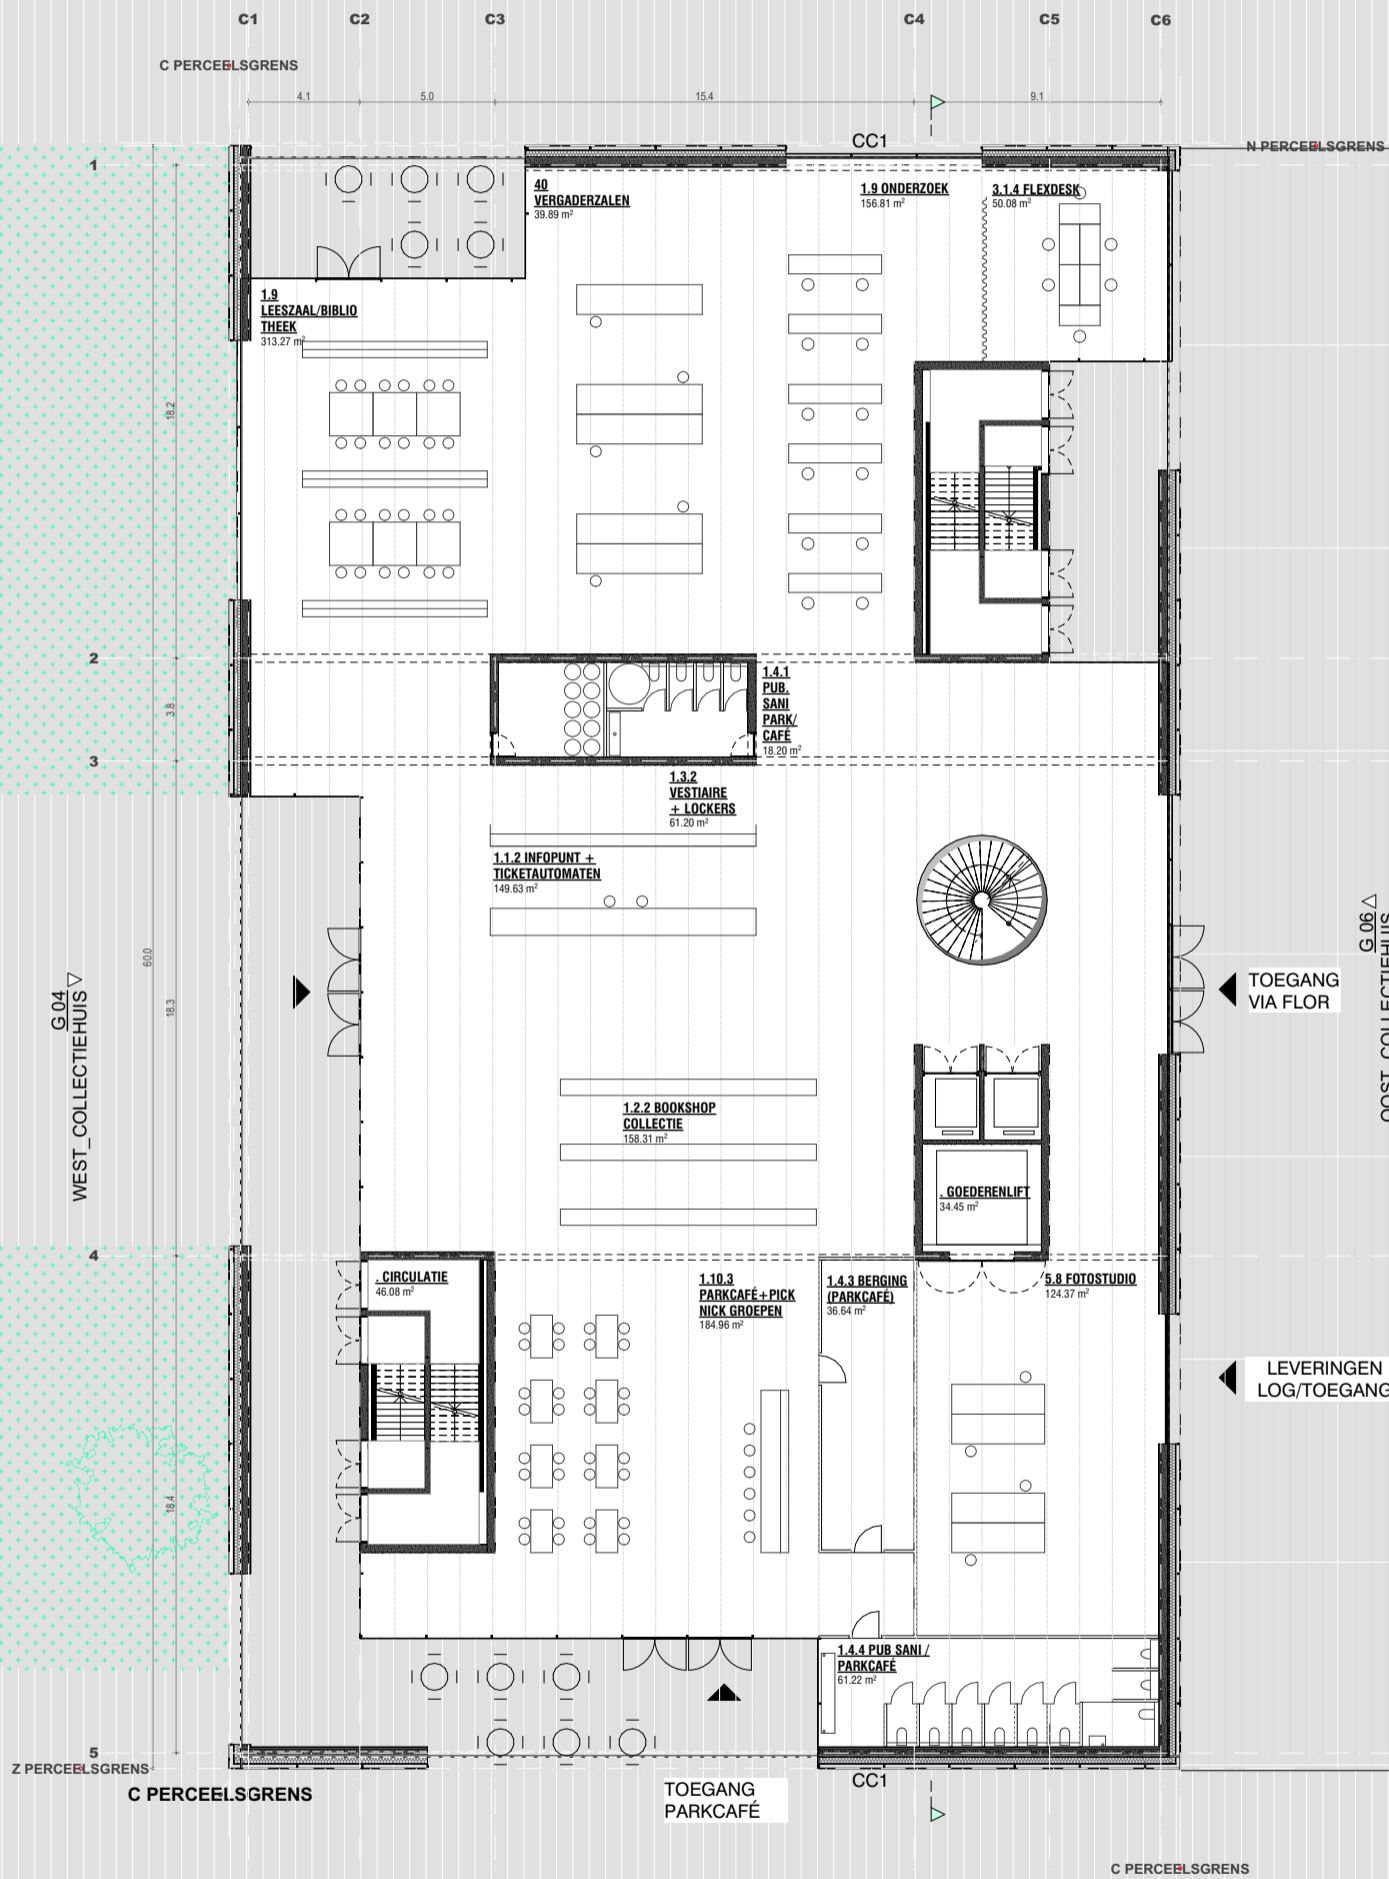 C1 C2 C3 C4 C5 C6
C PERCEELSGRENS
4.1 5.0 15.4 9.1
CC1
1
N PERCEELSGRENS
40
VERGADERZALEN
39.89 m²
1.9 ONDERZOEK
156.81 m²
3.1.4 FLEXDESK
50.08 m²
1.9
LEESZAAL/BIBLIO
THEEK
313.27 m²
18.2
2
1.4.1
PUB.
SANI
PARK/
CAFÉ
18.20 m²
3.8
3
1.3.2
VESTIAIRE
+ LOCKERS
61.20 m²
1.1.2 INFOPUNT +
TICKETAUTOMATEN
149.63 m²
60.0
18.3
G 04
WEST_COLLECTIEHUIS
G 06
OOST_COLLECTIEHUIS
TOEGANG
VIA FLOR
1.2.2 BOOKSHOP
COLLECTIE
158.31 m²
. GOEDERENLIFT
34.45 m²
4
. CIRCULATIE
46.08 m²
1.10.3
PARKCAFÉ+PICK
NICK GROEPEN
184.96 m²
1.4.3 BERGING
(PARKCAFÉ)
36.64 m²
5.8 FOTOSTUDIO
124.37 m²
LEVERINGEN
LOG/TOEGANG
18.4
1.4.4 PUB SANI /
PARKCAFÉ
61.22 m²
5
Z PERCEELSGRENS
C PERCEELSGRENS
TOEGANG
PARKCAFÉ
CC1
C PERCEELSGRENS